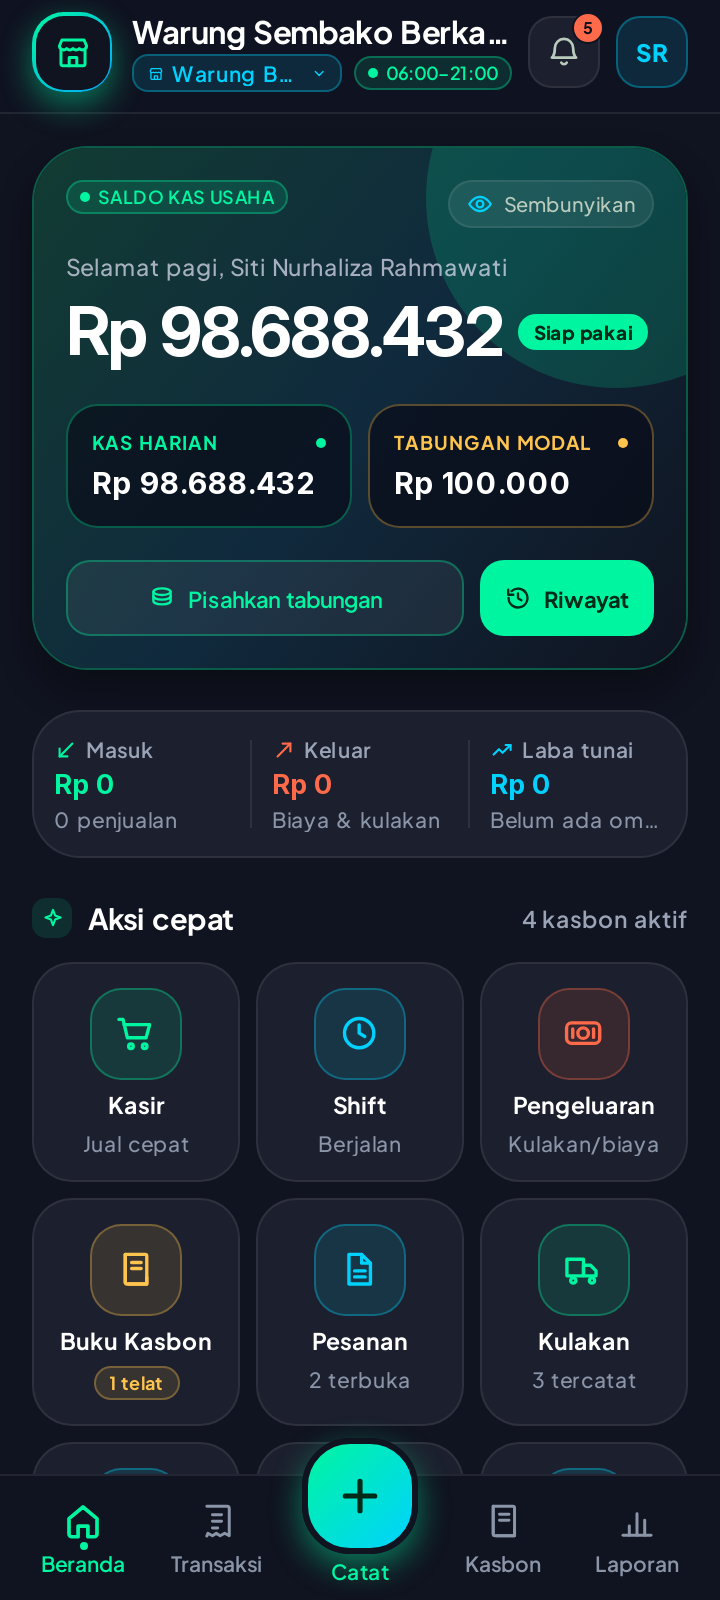 Warung Sembako Berka...
5
SR
Warung B...
06:00–21:00
SALDO KAS USAHA
Sembunyikan
Selamat pagi, Siti Nurhaliza Rahmawati
Rp 98.688.432
Siap pakai
KAS HARIAN
Rp 98.688.432
TABUNGAN MODAL
Rp 100.000
Pisahkan tabungan
Riwayat
Masuk
Rp 0
0 penjualan
Keluar
Rp 0
Biaya & kulakan
Laba tunai
Rp 0
Belum ada om...
Aksi cepat
4 kasbon aktif
Kasir
Jual cepat
Shift
Berjalan
Pengeluaran
Kulakan/biaya
Buku Kasbon
1 telat
Pesanan
2 terbuka
Kulakan
3 tercatat
Beranda
Transaksi
Catat
Kasbon
Laporan